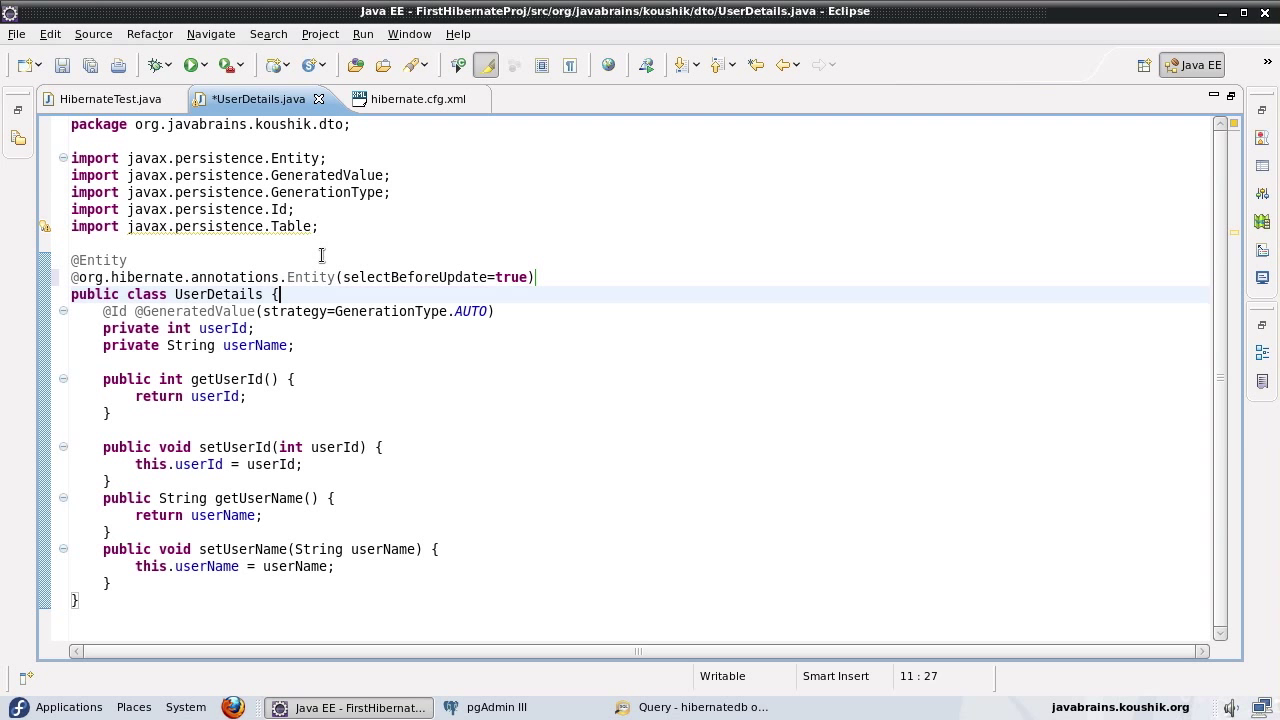 Java EE - FirstHibernateProj/src/org/javabrains/koushik/dto/UserDetails.java - Eclipse
File Edit Source Refactor Navigate Search Project Run Window Help
Java EE »
HibernateTest.java *UserDetails.java hibernate.cfg.xml
package org.javabrains.koushik.dto;
import javax.persistence.Entity;
import javax.persistence.GeneratedValue;
import javax.persistence.GenerationType;
import javax.persistence.Id;
import javax.persistence.Table;
@Entity
@org.hibernate.annotations.Entity(selectBeforeUpdate=true)
public class UserDetails {
@Id @GeneratedValue(strategy=GenerationType.AUTO)
private int userId;
private String userName;
public int getUserId() {
return userId;
}
public void setUserId(int userId) {
this.userId = userId;
}
public String getUserName() {
return userName;
}
public void setUserName(String userName) {
this.userName = userName;
}
}
Writable Smart Insert 11 : 27
Applications Places System Java EE - FirstHibernat... pgAdmin III Query - hibernatedb o... javabrains.koushik.org